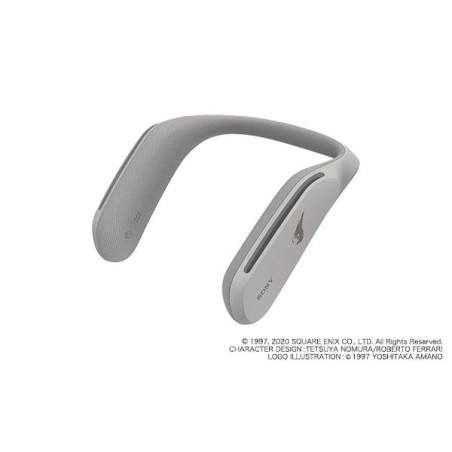 SONY
© 1997, 2020 SQUARE ENIX CO., LTD. All Rights Reserved.
CHARACTER DESIGN:TETSUYA NOMURA/ROBERTO FERRARI
LOGO ILLUSTRATION:© 1997 YOSHITAKA AMANO